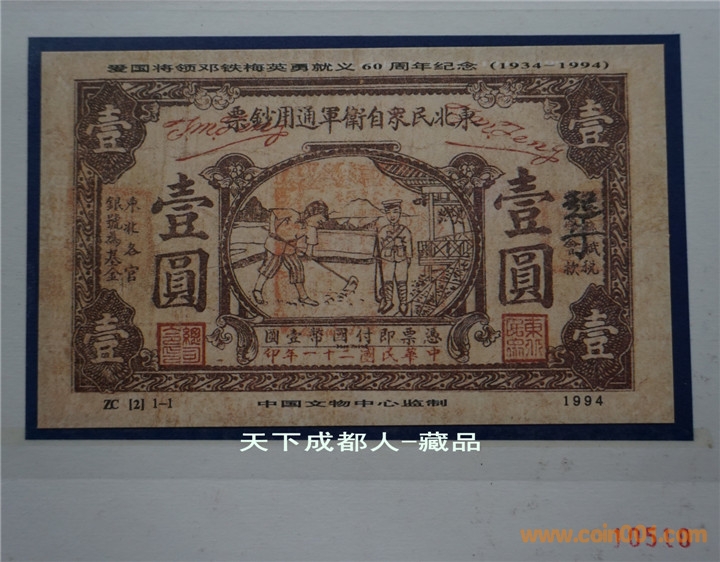 爱国将领邓铁梅英勇就义60周年纪念 (1934-1994)
票鈔用通軍衛自衆民北東
壹
壹
壹圓
壹圓
東北各官
銀號為基金
憑票即付國幣壹圓
中華民國二十一年印
壹
壹
ZC [2] 1-1
中国文物中心监制
1994
天下成都人-藏品
www.coin005.com